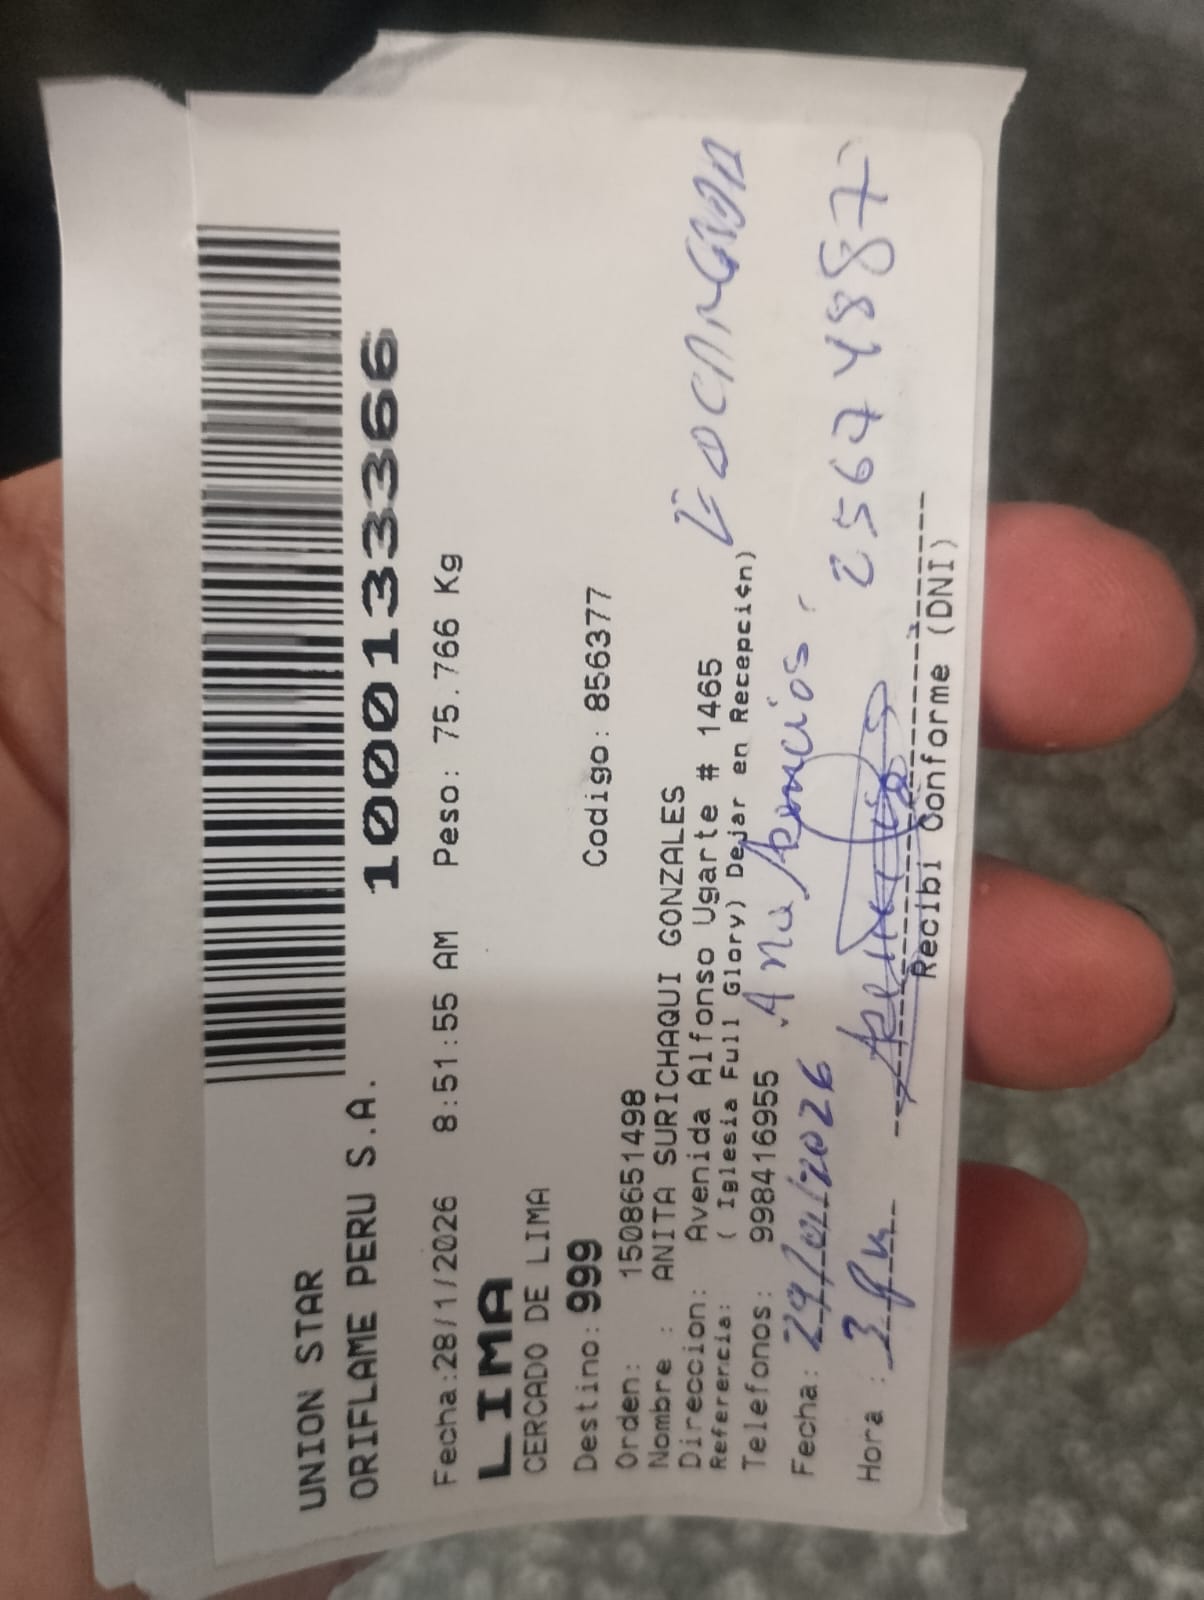 UNION STAR
ORIFLAME PERU S.A.
1000133366
Fecha:28/1/2026 8:51:55 AM Peso: 75.766 Kg
LIMA
CERCADO DE LIMA
Destino: 999 Codigo: 856377
Orden: 1508651498
Nombre : ANITA SURICHAQUI GONZALES
Direccion: Avenida Alfonso Ugarte # 1465
Referencia: ( Iglesia Full Glory) Dejar en Recepci¢n)
Telefonos: 998416955
Fecha: 29/01/2026 Ana
Hora : 3 PM 25674887
Recibi Conforme (DNI)